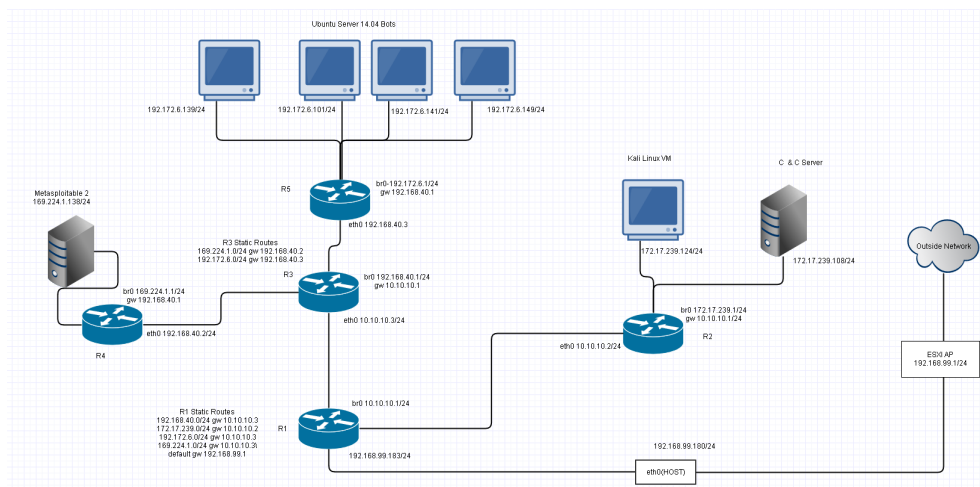 Ubuntu Server 14.04 Bots
192.172.6.139/24
192.172.6.101/24
192.172.6.141/24
192.172.6.149/24
Kali Linux VM
C & C Server
R5
br0-192.172.6.1/24
gw 192.168.40.1
Metasploitable 2
169.224.1.138/24
eth0 192.168.40.3
R3 Static Routes
169.224.1.0/24 gw 192.168.40.2
192.172.6.0/24 gw 192.168.40.3
R3
Outside Network
172.17.239.124/24
172.17.239.108/24
br0 192.168.40.1/24
gw 10.10.10.1
br0 169.224.1.1/24
gw 192.168.40.1
br0 172.17.239.1/24
gw 10.10.10.1/24
eth0 10.10.10.3/24
eth0 192.168.40.2/24
R4
R2
eth0 10.10.10.2/24
ESXI AP
192.168.99.1/24
br0 10.10.10.1/24
R1 Static Routes
192.168.40.0/24 gw 10.10.10.3
172.17.239.0/24 gw 10.10.10.2
192.172.6.0/24 gw 10.10.10.3
169.224.1.0/24 gw 10.10.10.3\
default gw 192.168.99.1
R1
192.168.99.183/24
192.168.99.180/24
eth0(HOST)